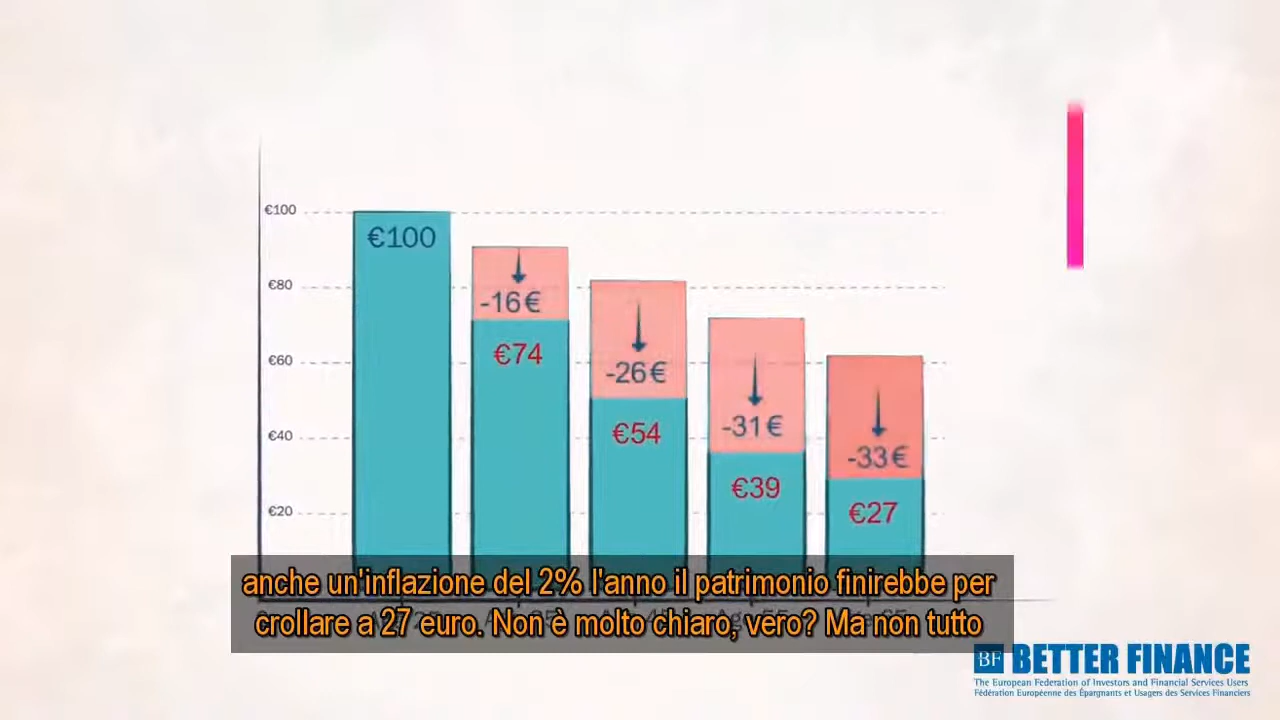 €100
€100
€80
-16€
€74
€60
-26€
€54
€40
-31€
€39
-33€
€27
€20
anche un'inflazione del 2% l'anno il patrimonio finirebbe per
crollare a 27 euro. Non è molto chiaro, vero? Ma non tutto
BF BETTER FINANCE
The European Federation of Investors and Financial Services Users
Fédération Européenne des Épargnants et Usagers des Services Financiers